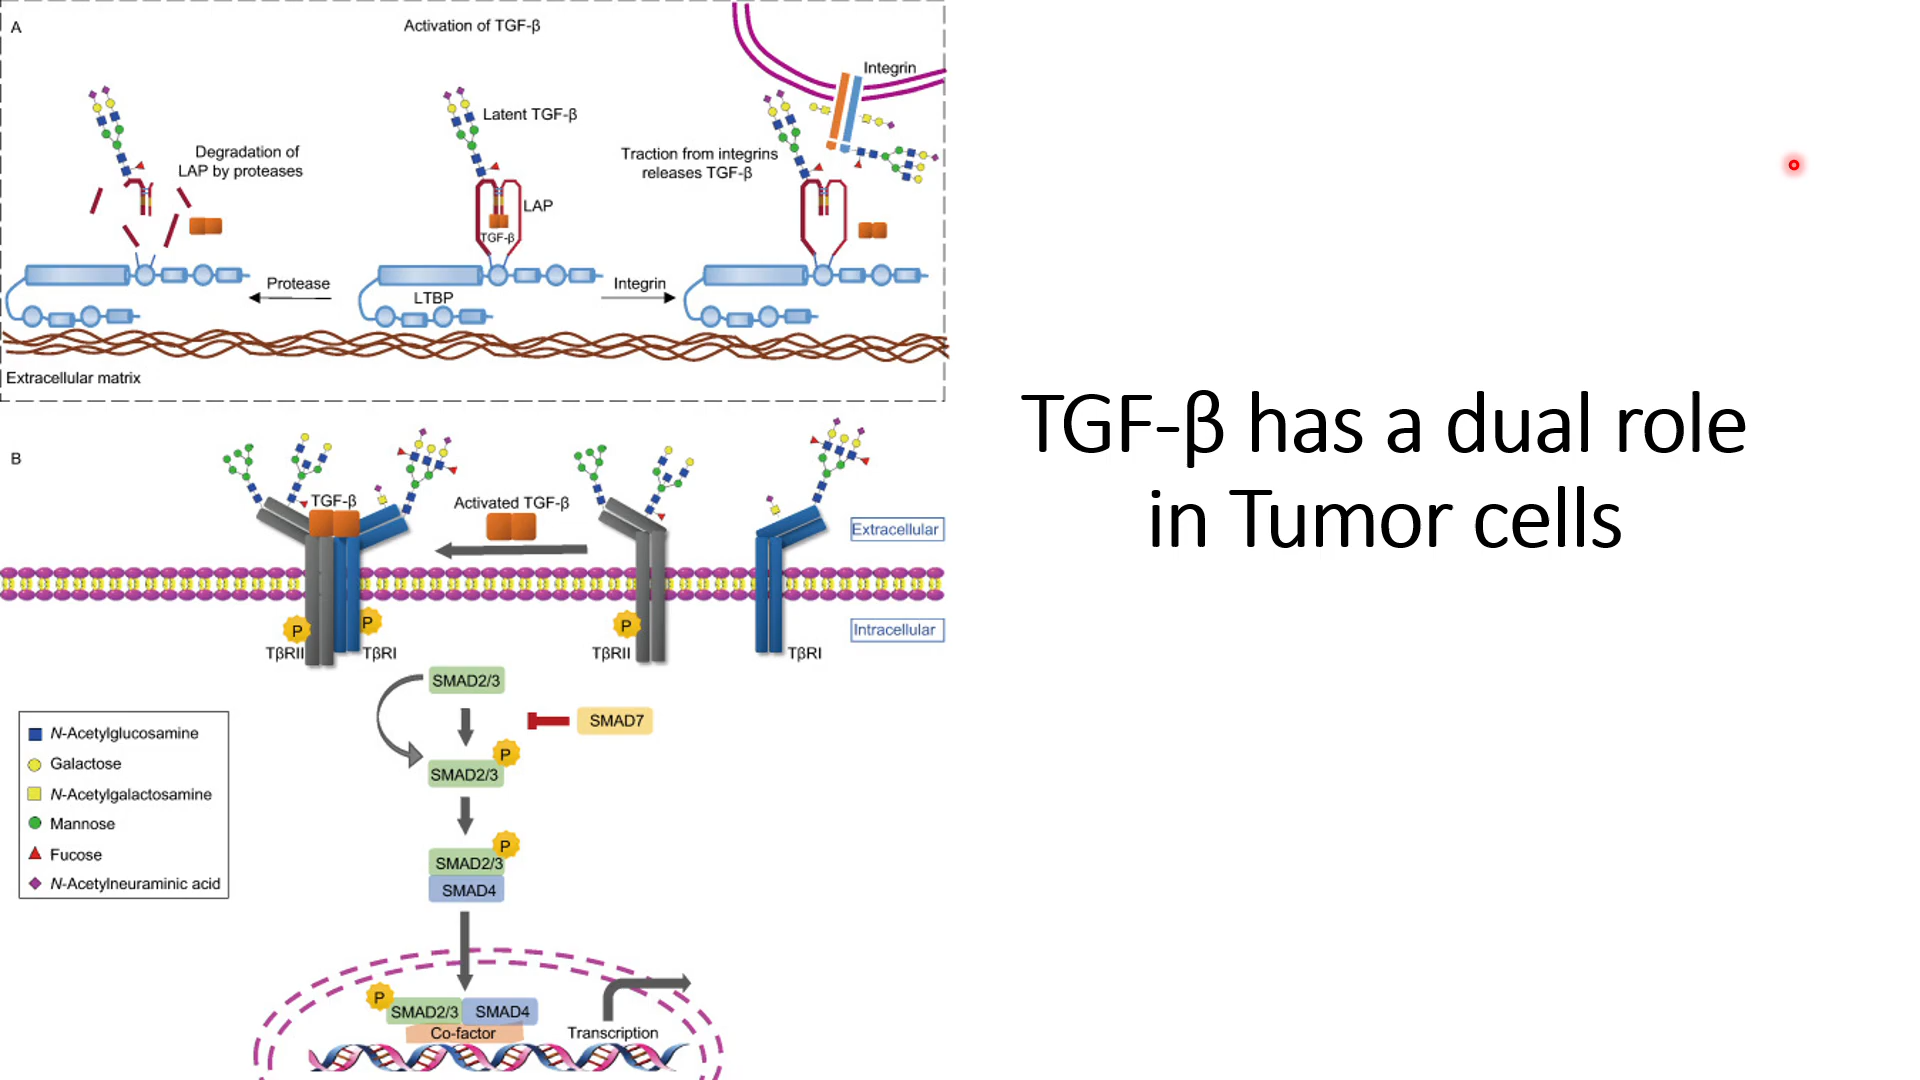 A
Activation of TGF-β
Integrin
Latent TGF-β
Degradation of
LAP by proteases
Traction from integrins
releases TGF-β
LAP
TGF-β
Protease
LTBP
Integrin
Extracellular matrix
TGF-β has a dual role
in Tumor cells
B
TGF-β
Activated TGF-β
Extracellular
Intracellular
P
P
TβRII
TβRI
P
TβRII
TβRI
SMAD2/3
SMAD7
P
SMAD2/3
P
SMAD2/3
SMAD4
N-Acetylglucosamine
Galactose
N-Acetylgalactosamine
Mannose
Fucose
N-Acetylneuraminic acid
P
SMAD2/3
SMAD4
Co-factor
Transcription